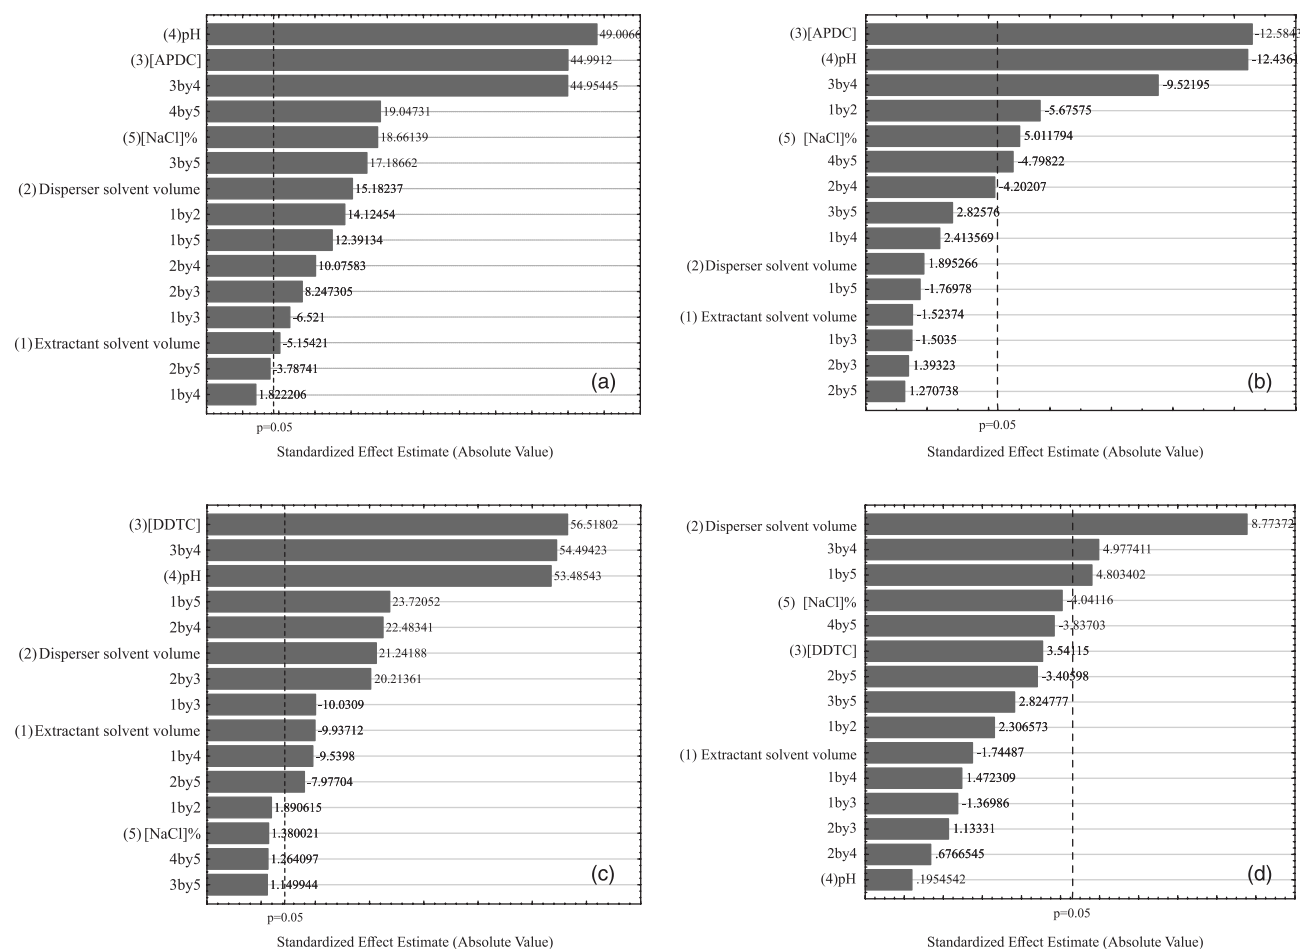 (4)pH 49.0066
(3)[APDC] 44.9912
3by4 44.95445
4by5 19.04731
(5)[NaCl]% 18.66139
3by5 17.18662
(2) Disperser solvent volume 15.18237
1by2 14.12454
1by5 12.39134
2by4 10.07583
2by3 8.247305
1by3 -6.521
(1) Extractant solvent volume -5.15421
2by5 -3.78741
1by4 1.822206
(a)
p=0.05
Standardized Effect Estimate (Absolute Value)
(3)[APDC] -12.5843
(4)pH -12.436
3by4 -9.52195
1by2 -5.67575
(5) [NaCl]% 5.011794
4by5 -4.79822
2by4 -4.20207
3by5 2.82576
1by4 2.413569
(2) Disperser solvent volume 1.895266
1by5 -1.76978
(1) Extractant solvent volume -1.52374
1by3 -1.5035
2by3 1.39323
2by5 1.270738
(b)
p=0.05
Standardized Effect Estimate (Absolute Value)
(3)[DDTC] 56.51802
3by4 54.49423
(4)pH 53.48543
1by5 23.72052
2by4 22.48341
(2) Disperser solvent volume 21.24188
2by3 20.21361
1by3 -10.0309
(1) Extractant solvent volume -9.93712
1by4 -9.5398
2by5 -7.97704
1by2 1.890615
(5) [NaCl]% 1.380021
4by5 1.264097
3by5 1.149944
(c)
p=0.05
Standardized Effect Estimate (Absolute Value)
(2) Disperser solvent volume 8.77372
3by4 4.977411
1by5 4.803402
(5) [NaCl]% -4.04116
4by5 -3.83703
(3)[DDTC] 3.54115
2by5 -3.40598
3by5 2.824777
1by2 2.306573
(1) Extractant solvent volume -1.74487
1by4 1.472309
1by3 -1.36986
2by3 1.13331
2by4 .6766545
(4)pH .1954542
(d)
p=0.05
Standardized Effect Estimate (Absolute Value)